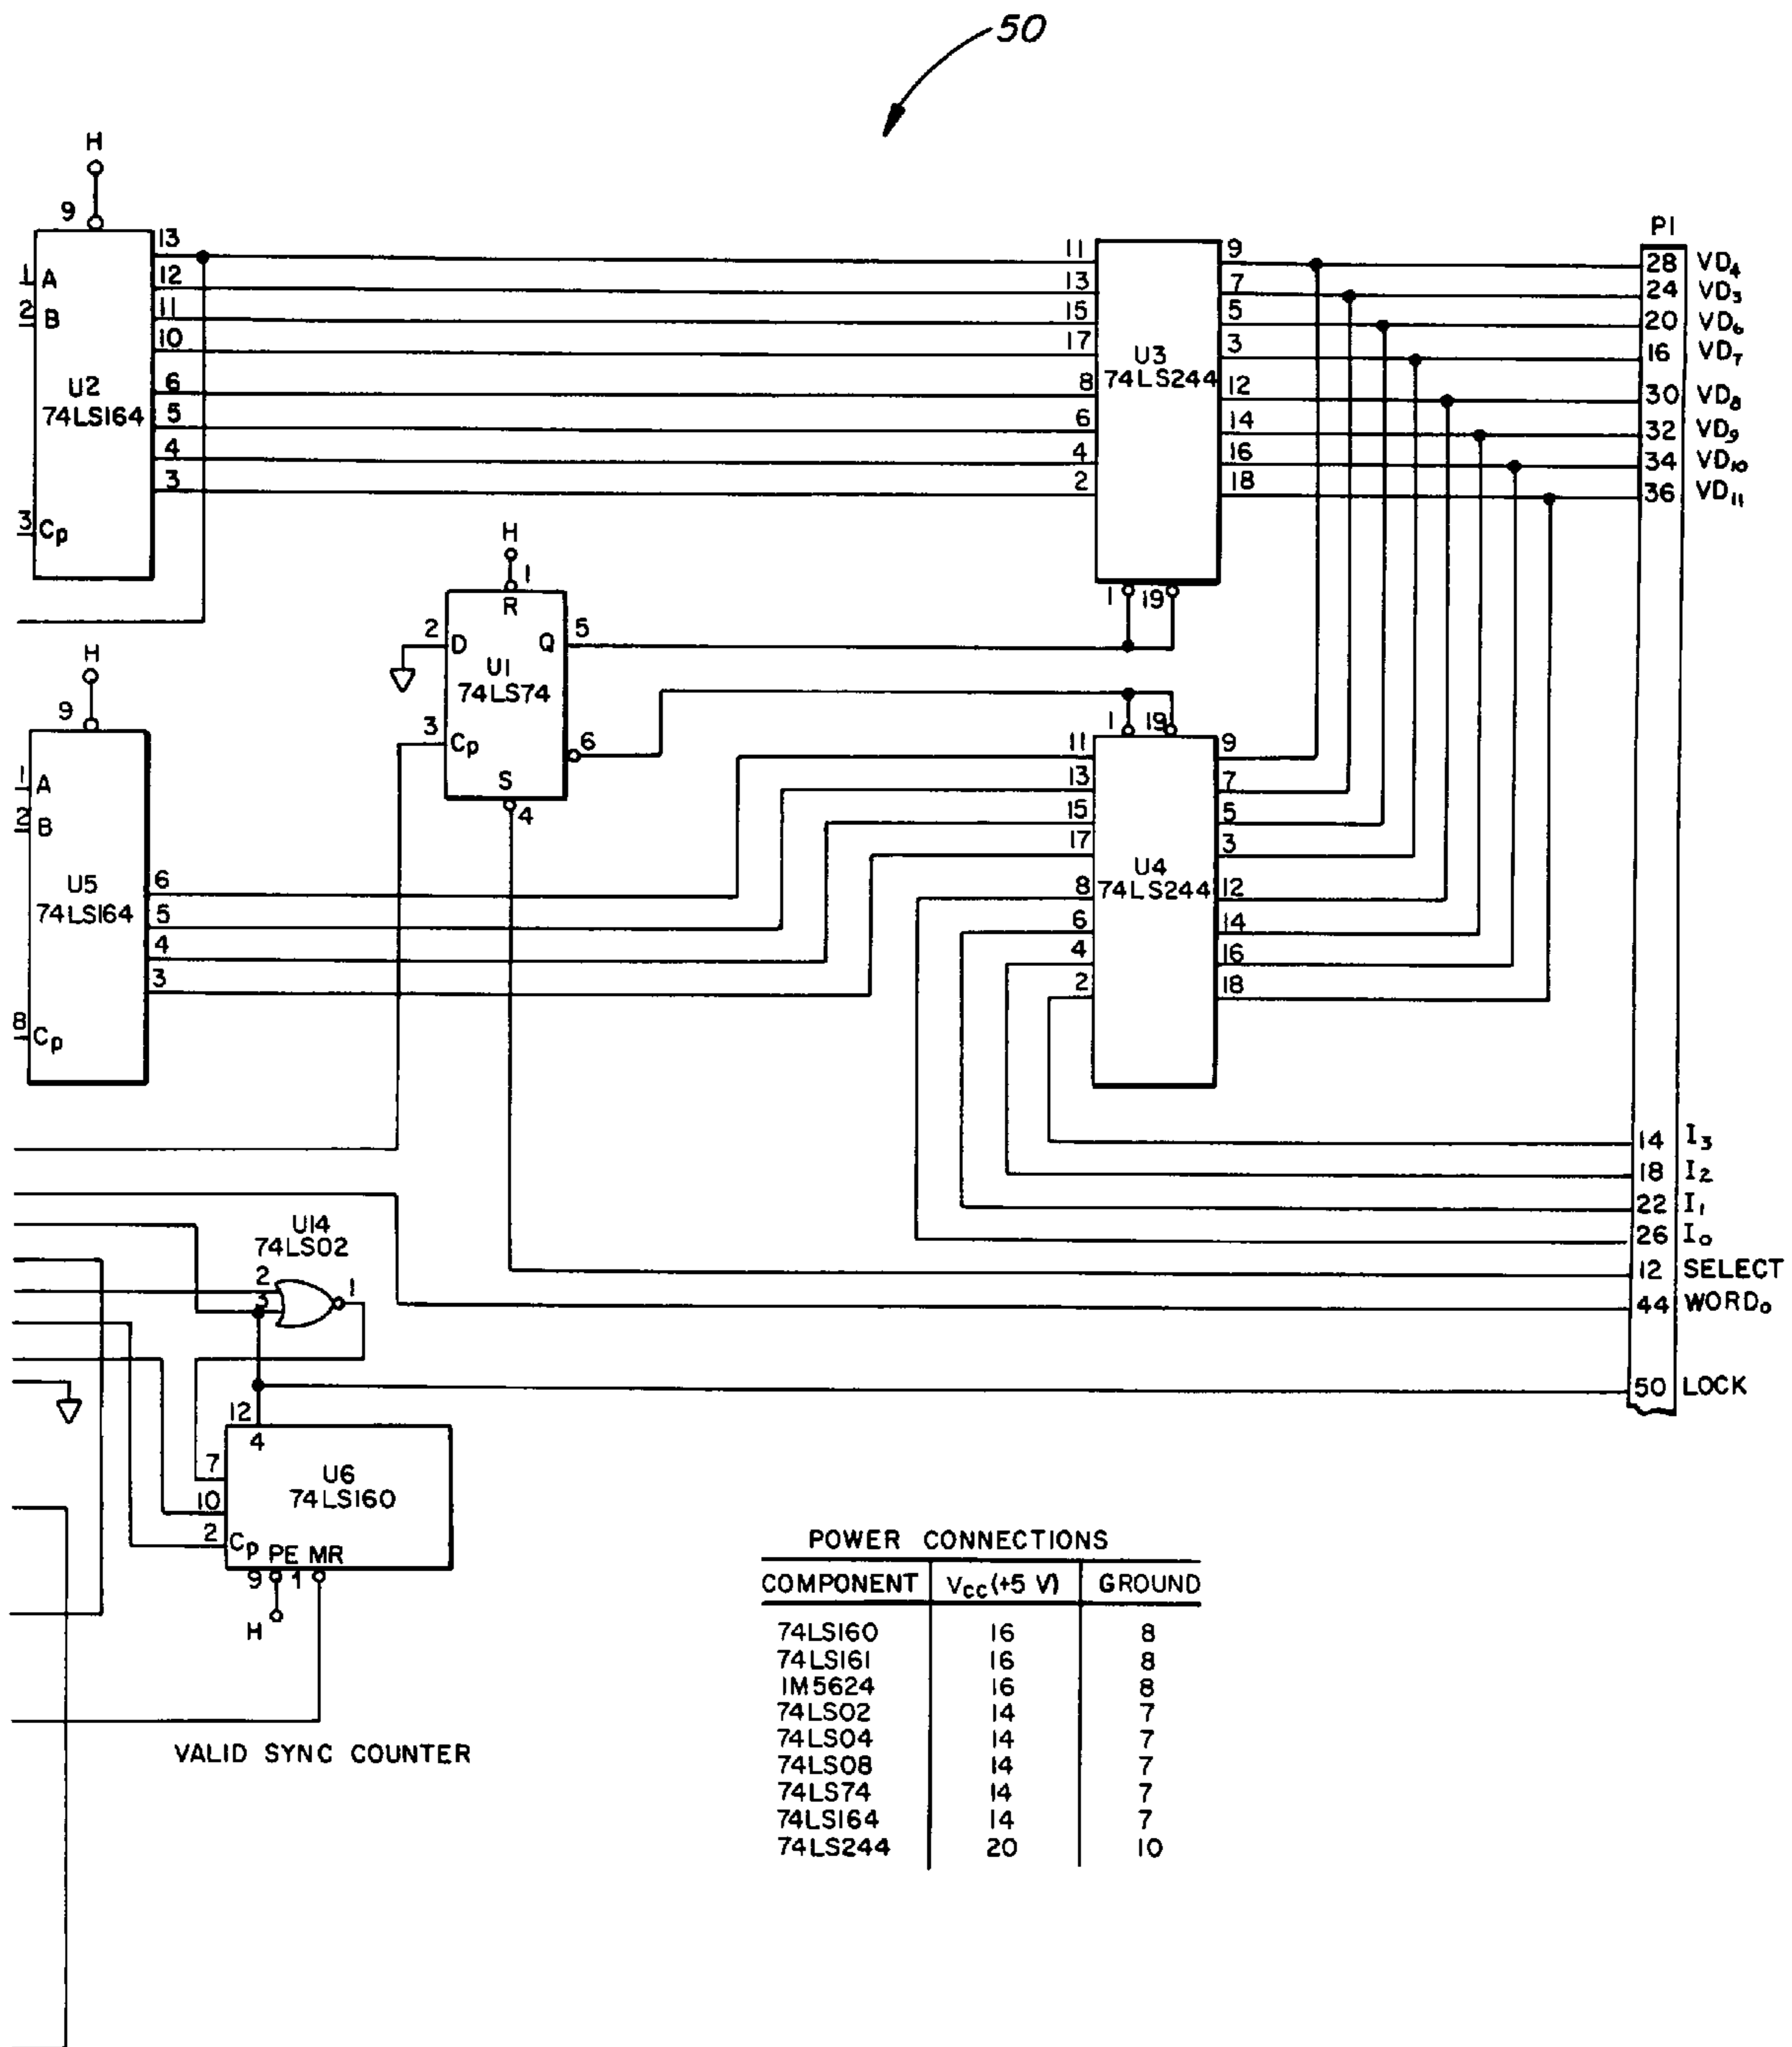 50
H
9
13
12
11
10
6
5
4
3
1 A
2 B
3 Cp
U2
74LS164
11
13
15
17
8
6
4
2
U3
74LS244
9
7
5
3
12
14
16
18
1 19
P1
28 VD4
24 VD3
20 VD6
16 VD7
30 VD8
32 VD9
34 VD10
36 VD11
H
1
R
2 D
Q 5
U1
74LS74
3 Cp
6
S
4
H
9
1 A
2 B
U5
74LS164
6
5
4
3
8 Cp
1 19
11
13
15
17
8
6
4
2
U4
74LS244
9
7
5
3
12
14
16
18
14 I3
18 I2
22 I1
26 I0
12 SELECT
44 WORD0
50 LOCK
U14
74LS02
2
3
1
12
4
7
10
2 Cp
U6
74LS160
PE MR
9 1
H
VALID SYNC COUNTER
POWER CONNECTIONS
COMPONENT Vcc (+5 V) GROUND
74LS160 16 8
74LS161 16 8
1M5624 16 8
74LS02 14 7
74LS04 14 7
74LS08 14 7
74LS74 14 7
74LS164 14 7
74LS244 20 10